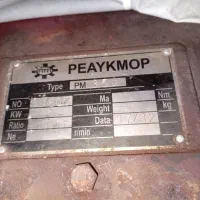 PEAYKMOP
Type PM
NO Ma Nm
KW Weight kg
Ratio Data
Ne r/min